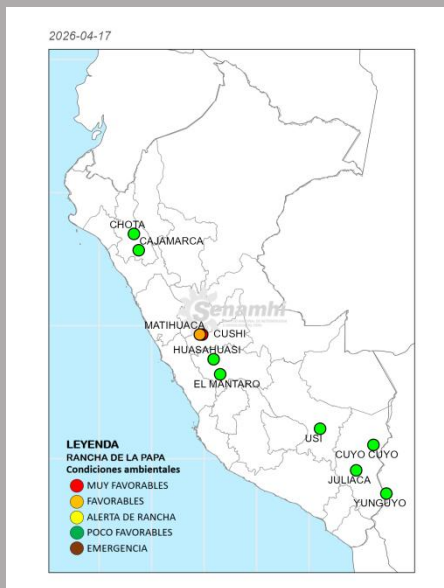 2026-04-17
CHOTA
CAJAMARCA
Senamhi
MATIHUACA
CUSHI
HUASAHUASI
EL MANTARO
USI
CUYO CUYO
JULIACA
YUNGUYO
LEYENDA
RANCHA DE LA PAPA
Condiciones ambientales
MUY FAVORABLES
FAVORABLES
ALERTA DE RANCHA
POCO FAVORABLES
EMERGENCIA